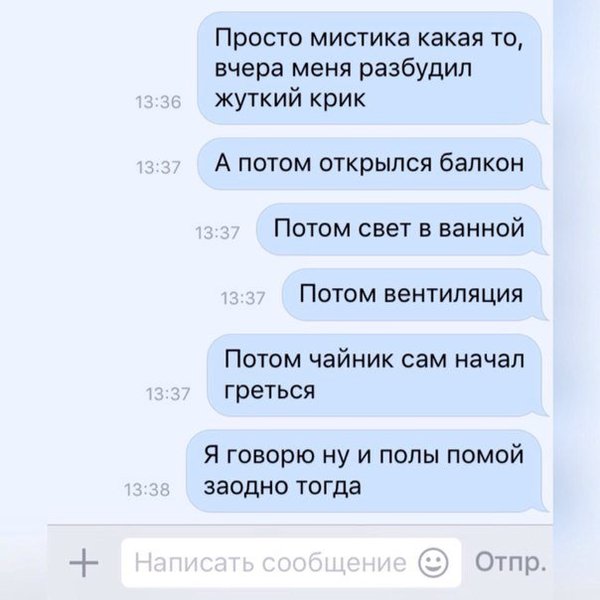 Просто мистика какая то,
вчера меня разбудил
13:36 жуткий крик
13:37 А потом открылся балкон
13:37 Потом свет в ванной
13:37 Потом вентиляция
Потом чайник сам начал
13:37 греться
Я говорю ну и полы помой
13:38 заодно тогда
+ Написать сообщение Отпр.